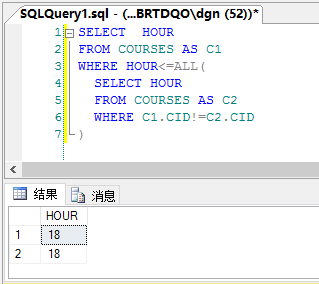 SQLQuery1.sql - (...BRTDQO\dgn (52))*
1 SELECT  HOUR
2 FROM COURSES AS C1
3 WHERE HOUR<=ALL(
4   SELECT HOUR
5   FROM COURSES AS C2
6   WHERE C1.CID!=C2.CID
7 )
结果 消息
HOUR
1 18
2 18